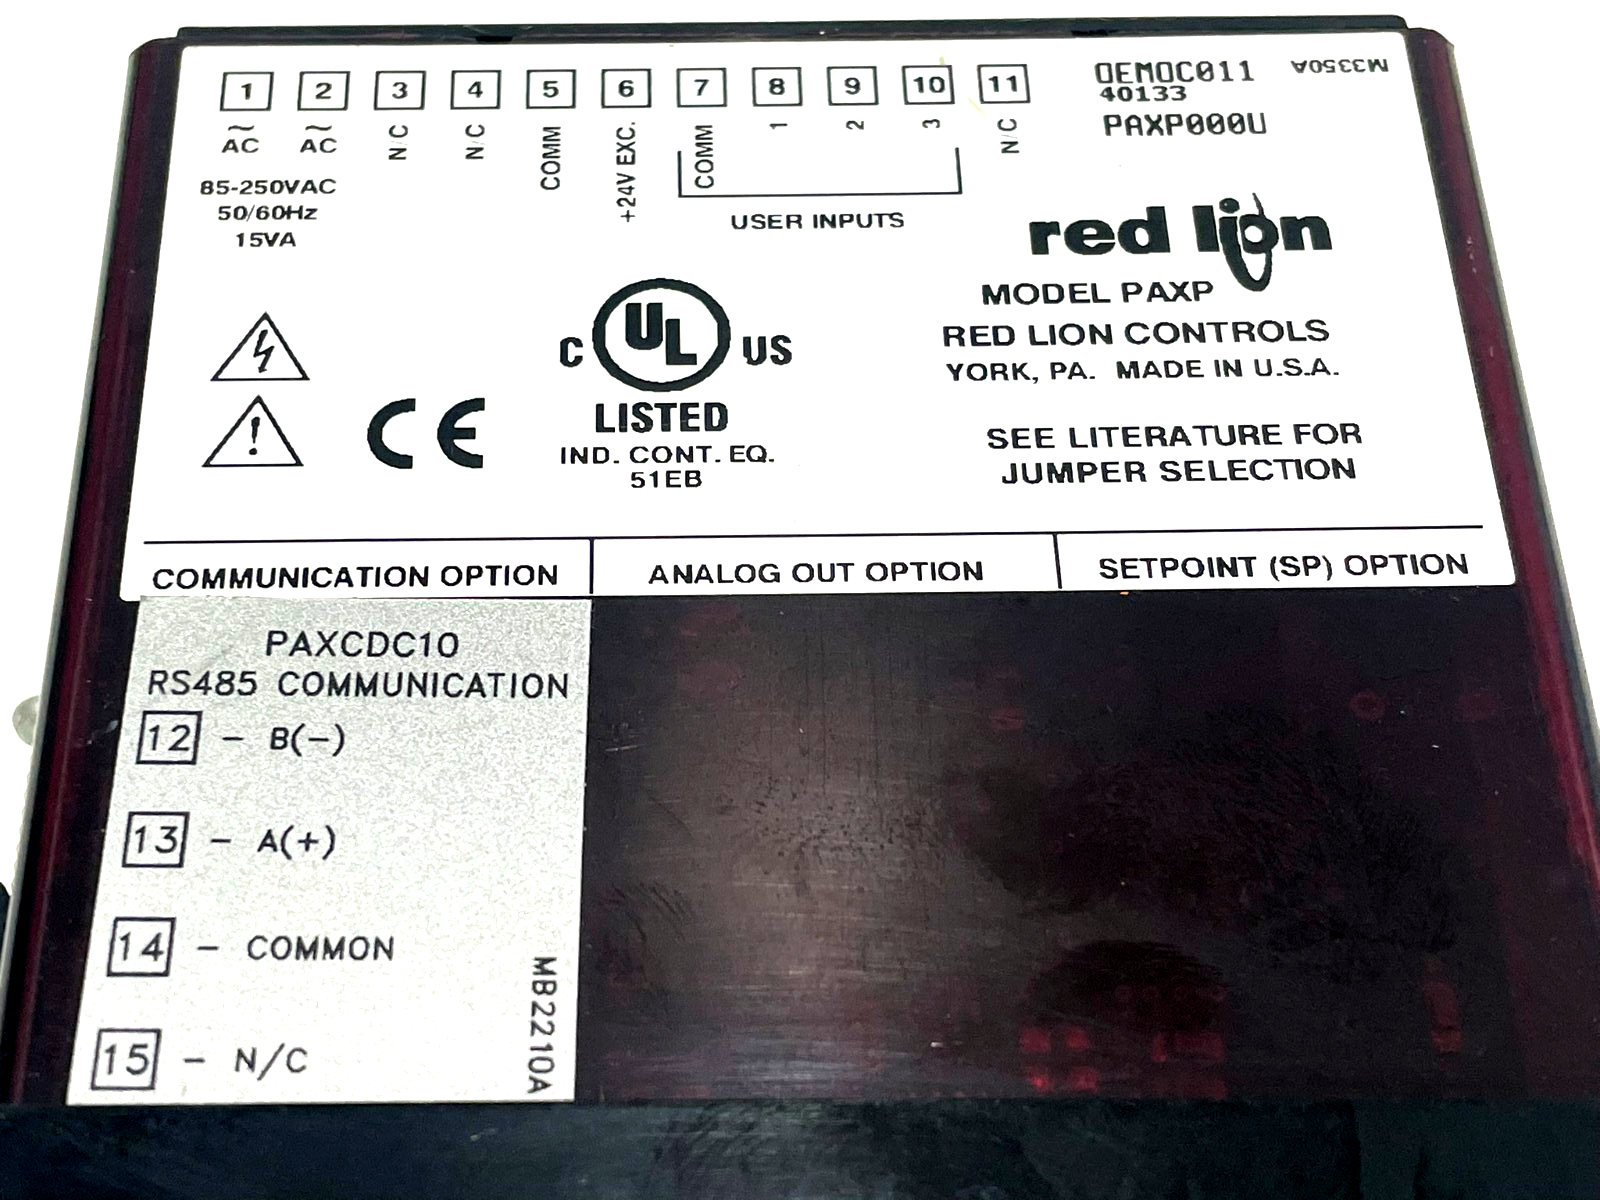 1 2 3 4 5 6 7 8 9 10 11
AC AC N/C N/C COMM +24V EXC. COMM 1 2 3 N/C
85-250VAC
50/60Hz
15VA
USER INPUTS
OEMOC011
40133
PAXP000U
M3350A
red lion
MODEL PAXP
RED LION CONTROLS
YORK, PA. MADE IN U.S.A.
SEE LITERATURE FOR
JUMPER SELECTION
C UL US
LISTED
IND. CONT. EQ.
51EB
CE
COMMUNICATION OPTION
ANALOG OUT OPTION
SETPOINT (SP) OPTION
PAXCDC10
RS485 COMMUNICATION
12 - B(-)
13 - A(+)
14 - COMMON
15 - N/C
MB2210A